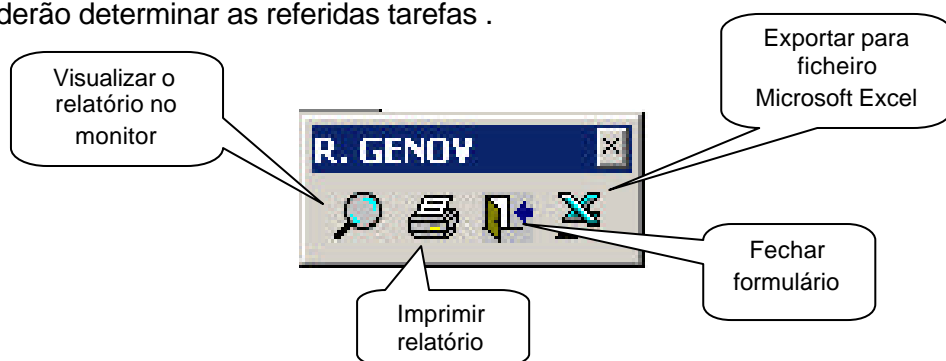 derão determinar as referidas tarefas .
Exportar para
ficheiro
Microsoft Excel
Visualizar o
relatório no
monitor
R. GENOV
Fechar
formulário
Imprimir
relatório